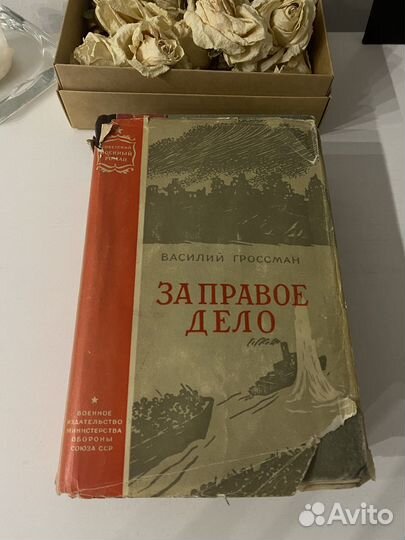 СОВЕТСКИЙ
ВОЕННЫЙ
РОМАН
ВАСИЛИЙ ГРОССМАН
ЗА ПРАВОЕ
ДЕЛО
ВОЕННОЕ
ИЗДАТЕЛЬСТВО
МИНИСТЕРСТВА
ОБОРОНЫ
СОЮЗА ССР
Avito